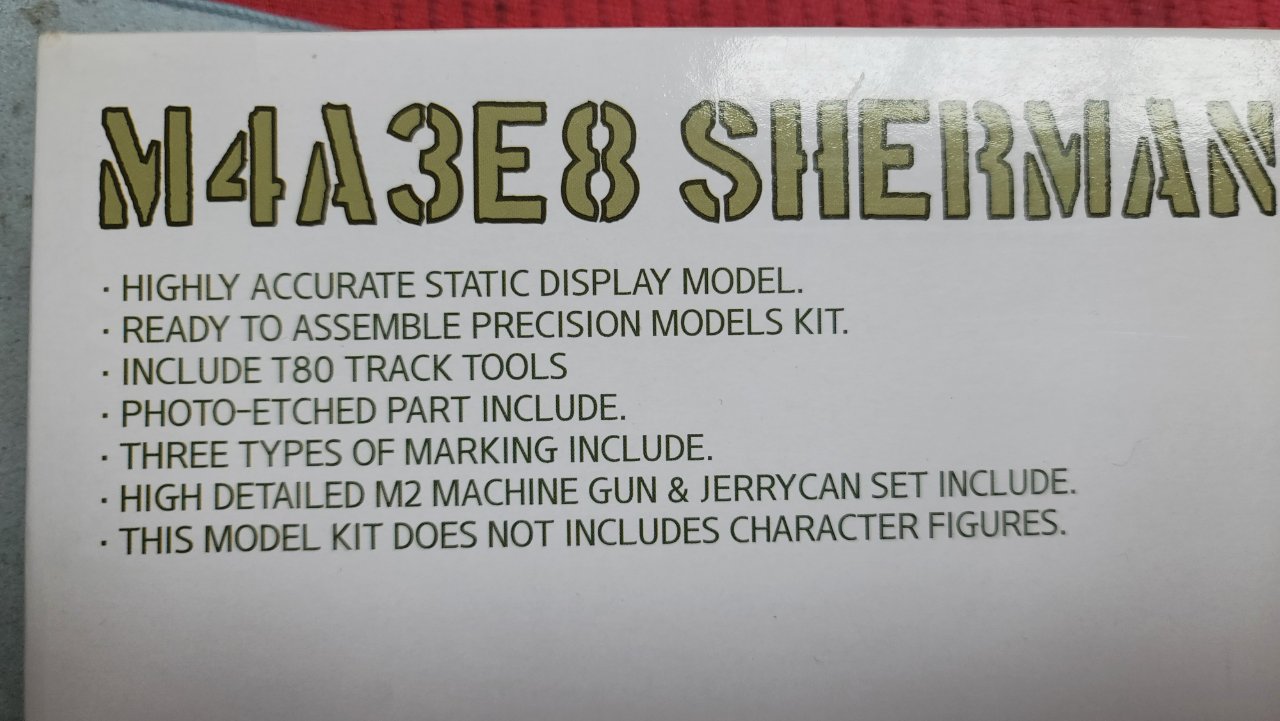 M4A3E8 SHERMAN
· HIGHLY ACCURATE STATIC DISPLAY MODEL.
· READY TO ASSEMBLE PRECISION MODELS KIT.
· INCLUDE T80 TRACK TOOLS
· PHOTO-ETCHED PART INCLUDE.
· THREE TYPES OF MARKING INCLUDE.
· HIGH DETAILED M2 MACHINE GUN & JERRYCAN SET INCLUDE.
· THIS MODEL KIT DOES NOT INCLUDES CHARACTER FIGURES.